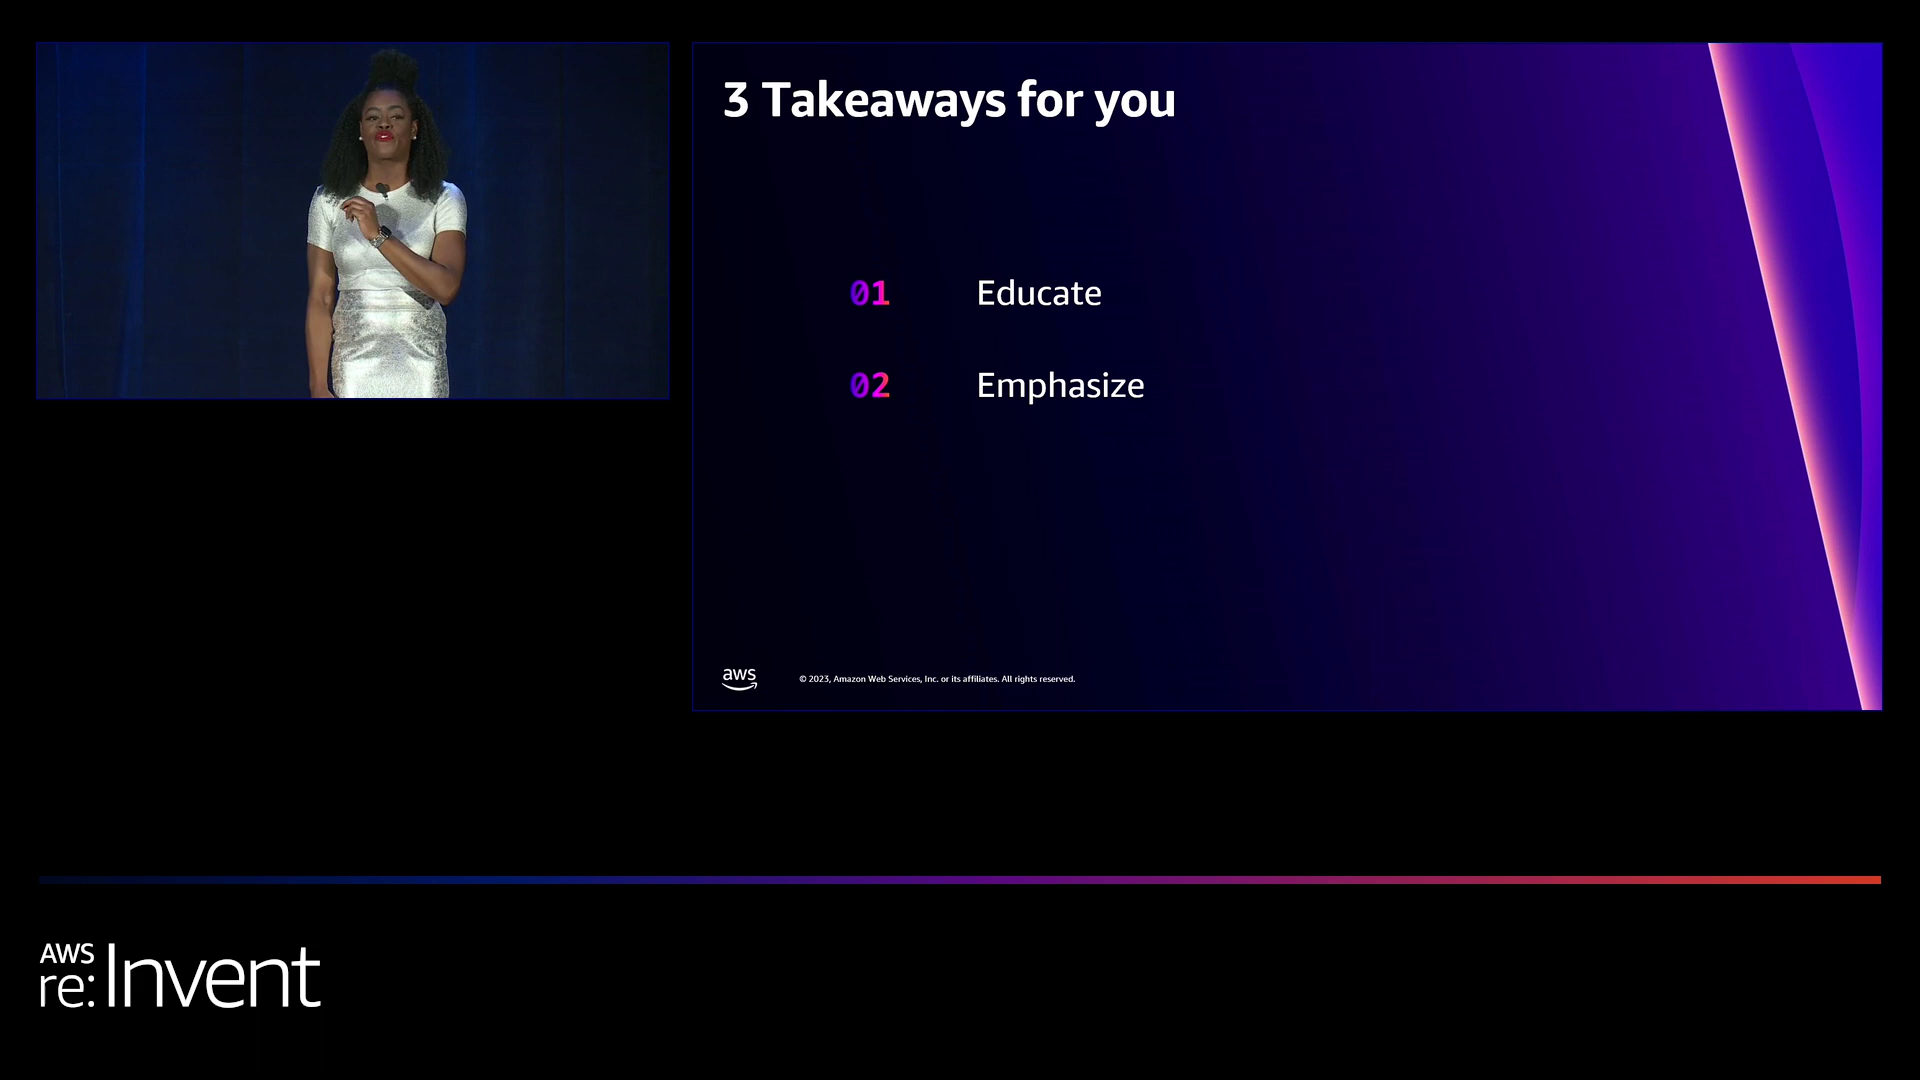 3 Takeaways for you
01 Educate
02 Emphasize
aws
© 2023, Amazon Web Services, Inc. or its affiliates. All rights reserved.
AWS
re:Invent